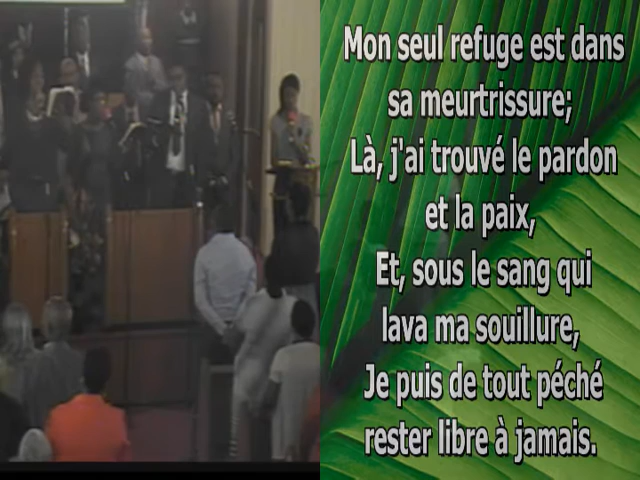 Mon seul refuge est dans
sa meurtrissure;
Là, j'ai trouvé le pardon
et la paix,
Et, sous le sang qui
lava ma souillure,
Je puis de tout péché
rester libre à jamais.